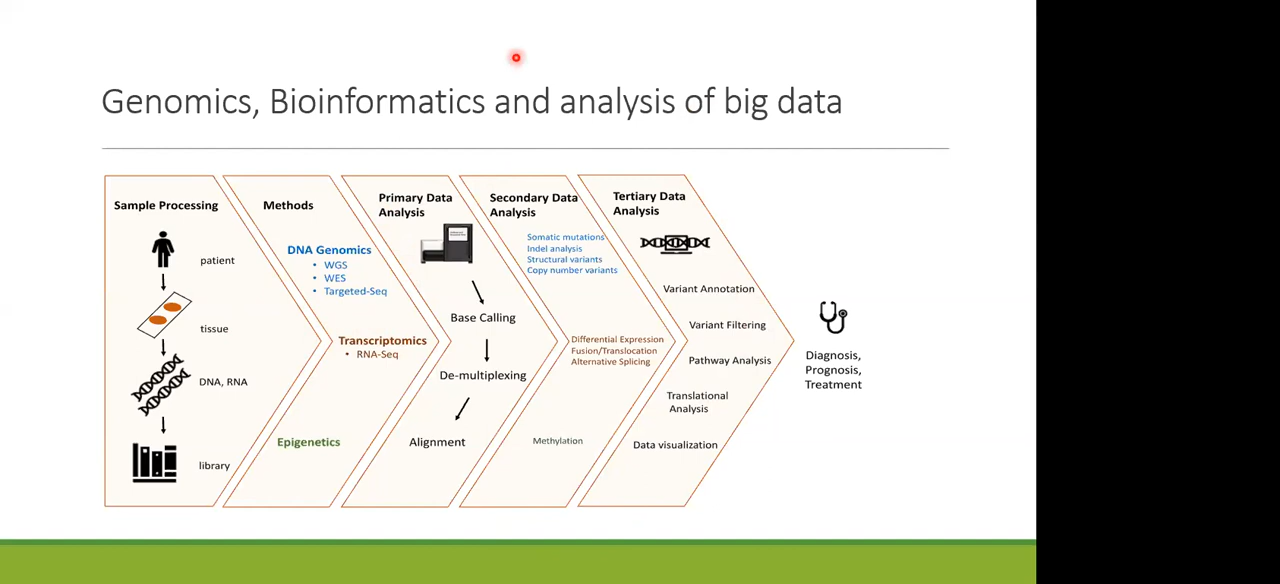 Genomics, Bioinformatics and analysis of big data
Sample Processing
patient
tissue
DNA, RNA
library
Methods
DNA Genomics
• WGS
• WES
• Targeted-Seq
Transcriptomics
• RNA-Seq
Epigenetics
Primary Data
Analysis
Base Calling
De-multiplexing
Alignment
Secondary Data
Analysis
Somatic mutations
Indel analysis
Structural variants
Copy number variants
Differential Expression
Fusion/Translocation
Alternative Splicing
Methylation
Tertiary Data
Analysis
Variant Annotation
Variant Filtering
Pathway Analysis
Translational
Analysis
Data visualization
Diagnosis,
Prognosis,
Treatment